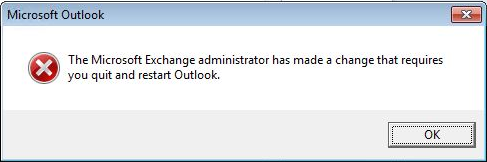 Microsoft Outlook
The Microsoft Exchange administrator has made a change that requires
you quit and restart Outlook.
OK